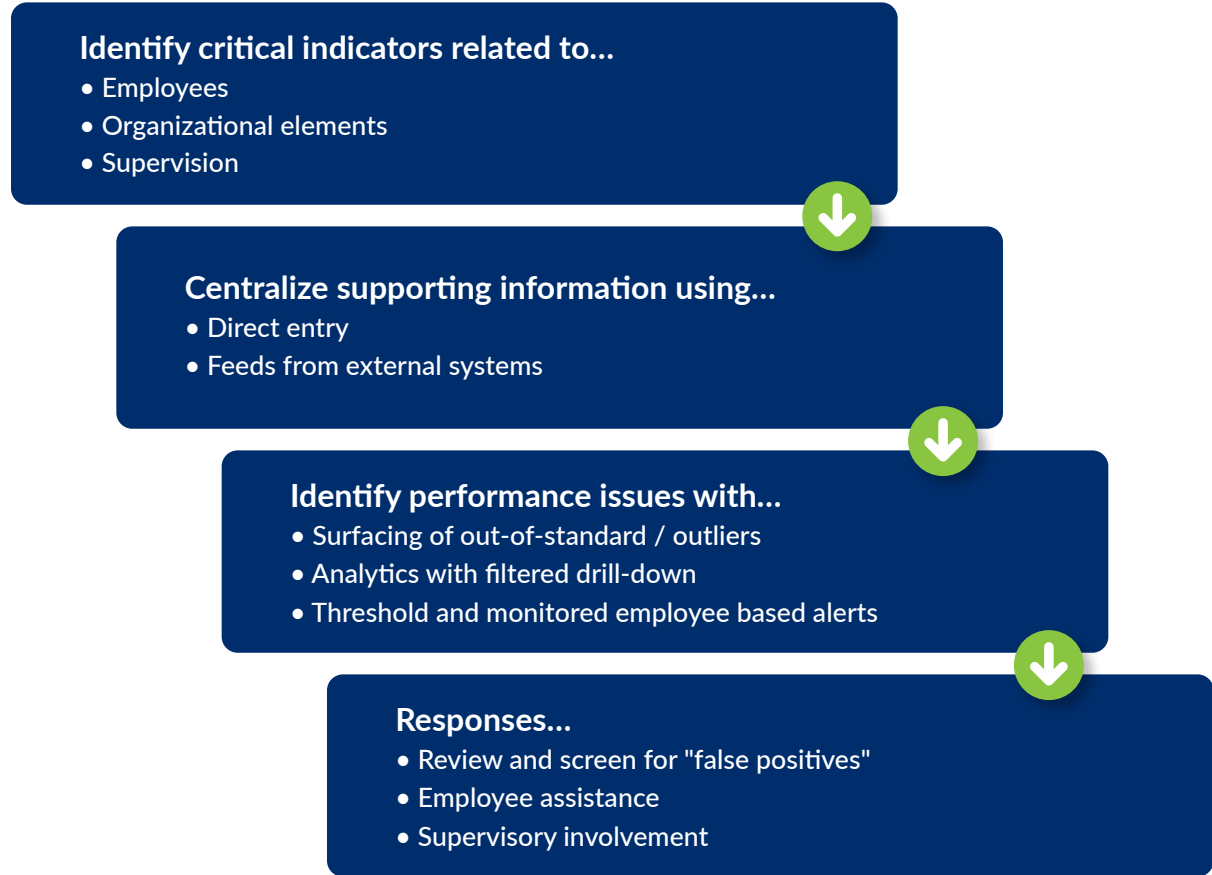 Identify critical indicators related to...
• Employees
• Organizational elements
• Supervision
Centralize supporting information using...
• Direct entry
• Feeds from external systems
Identify performance issues with...
• Surfacing of out-of-standard / outliers
• Analytics with filtered drill-down
• Threshold and monitored employee based alerts
Responses...
• Review and screen for "false positives"
• Employee assistance
• Supervisory involvement